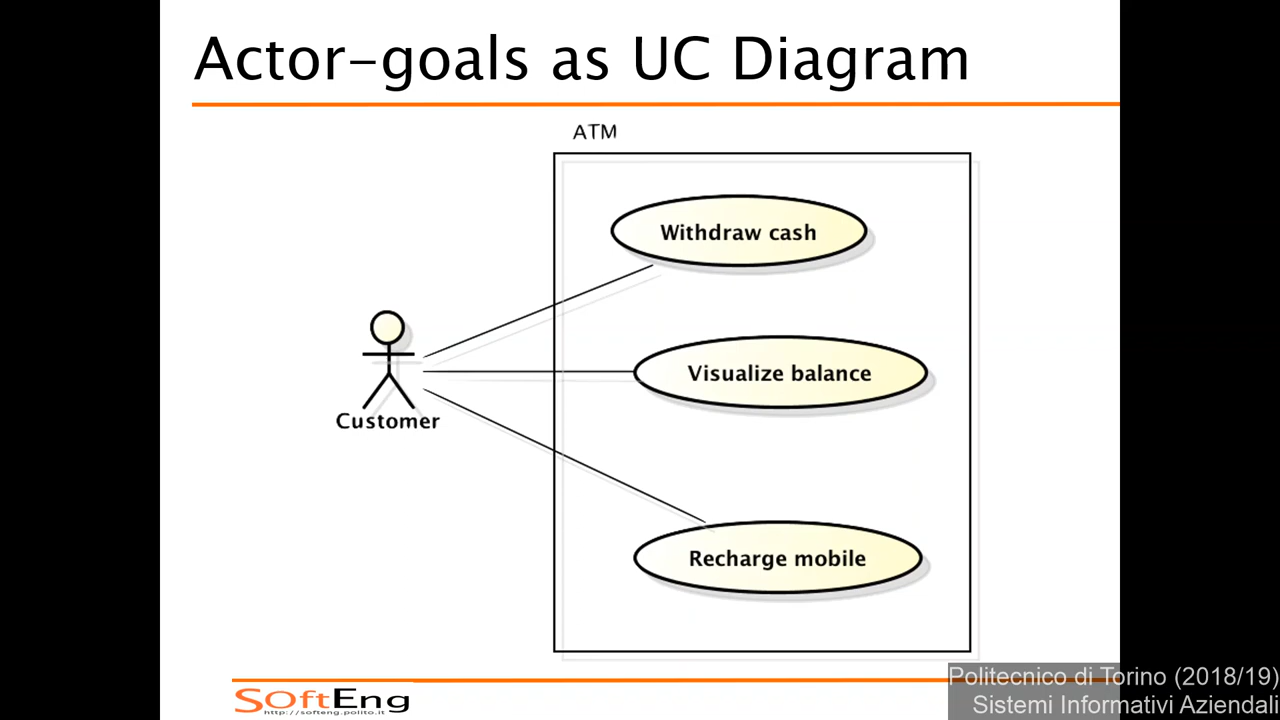 Actor-goals as UC Diagram
ATM
Withdraw cash
Visualize balance
Customer
Recharge mobile
SoftEng
http://softeng.polito.it
Politecnico di Torino (2018/19)
Sistemi Informativi Aziendali